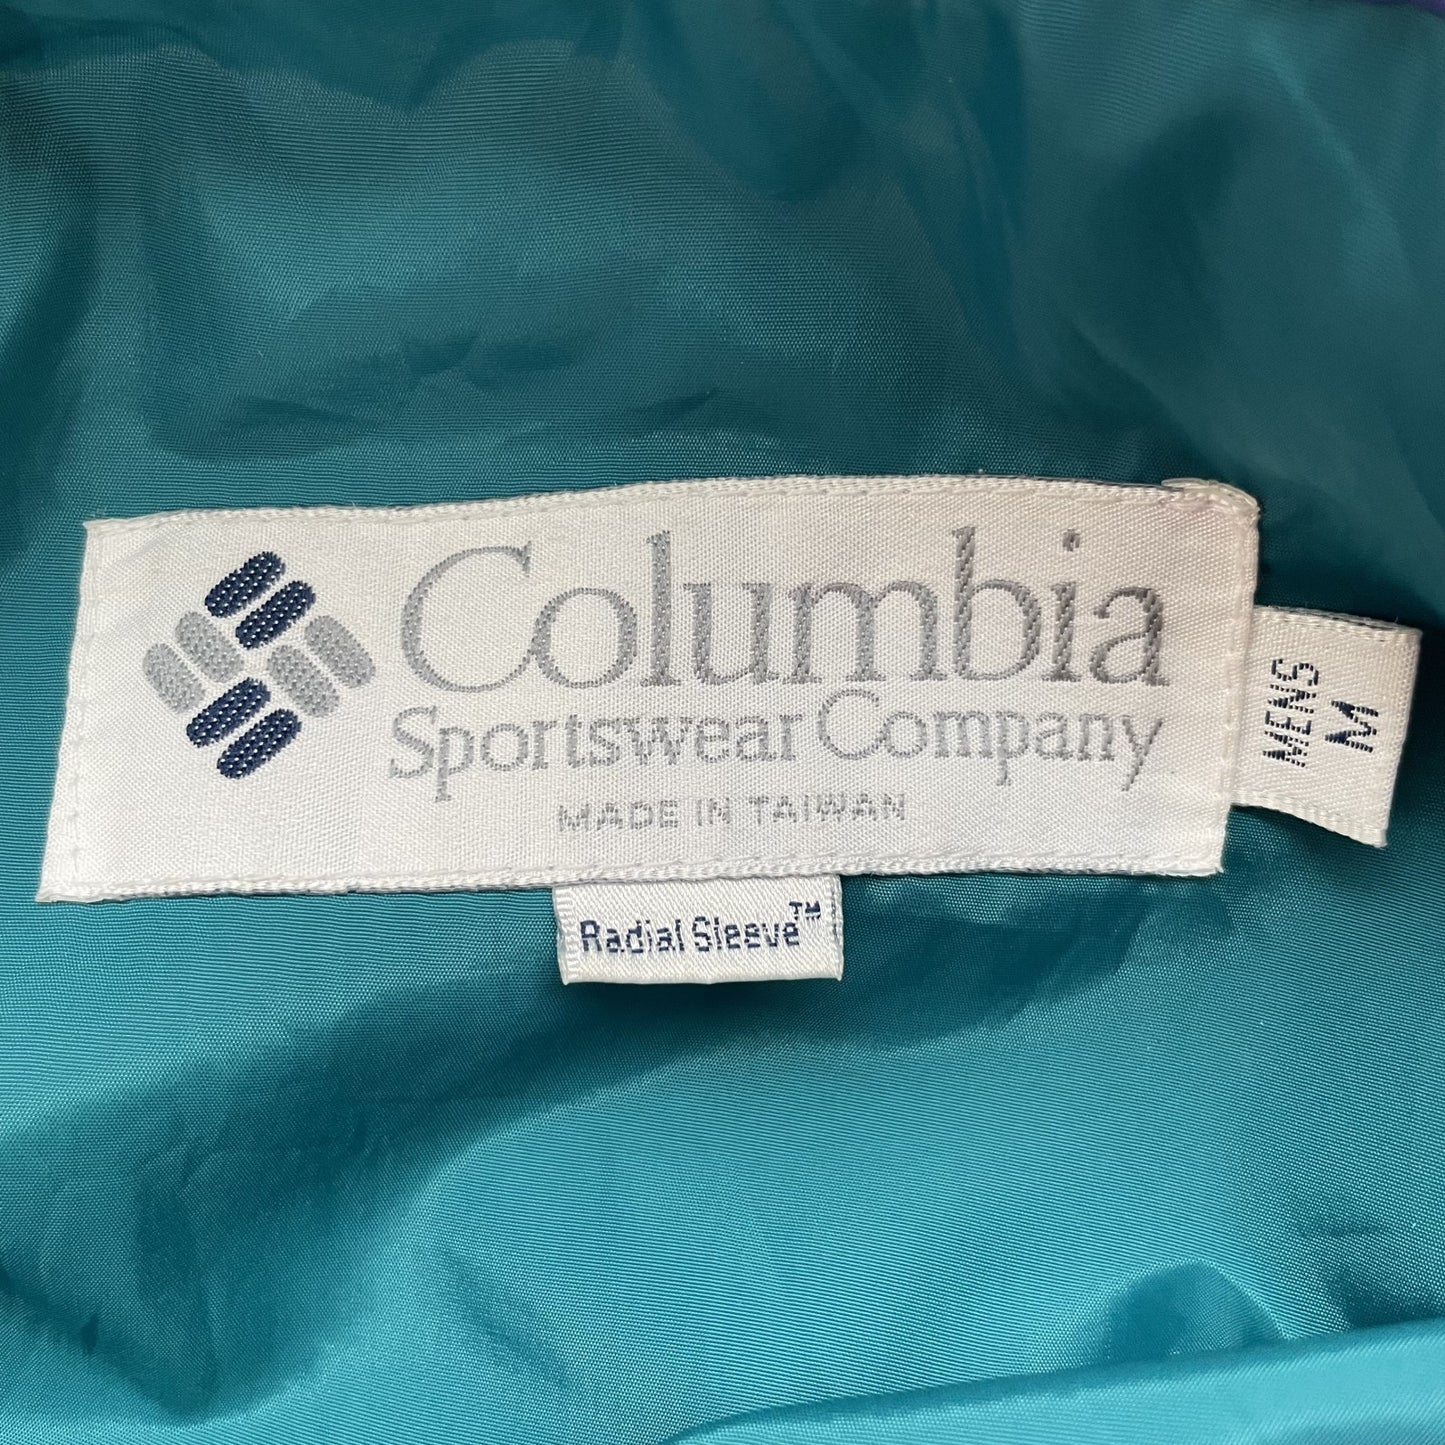 Columbia
Sportswear Company
MADE IN TAIWAN
Radial Sleeve™
MENS
M